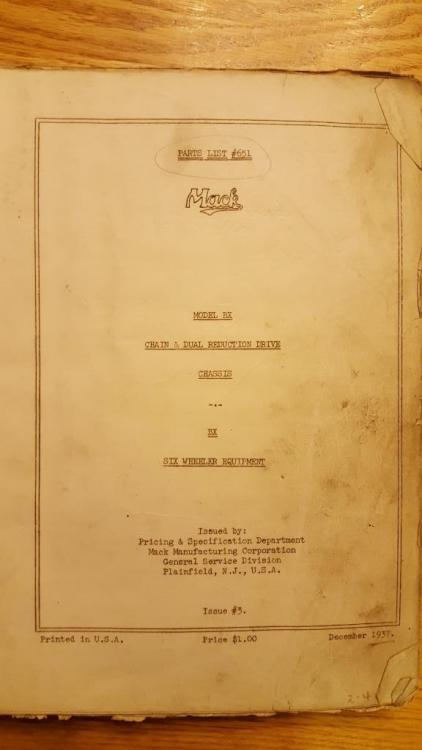 PARTS LIST #651
Mack
MODEL BX
CHAIN & DUAL REDUCTION DRIVE
CHASSIS
-.-
BX
SIX WHEELER EQUIPMENT
Issued by:
Pricing & Specification Department
Mack Manufacturing Corporation
General Service Division
Plainfield, N.J., U.S.A.
Issue #3.
Printed in U.S.A. Price $1.00 December 1937.